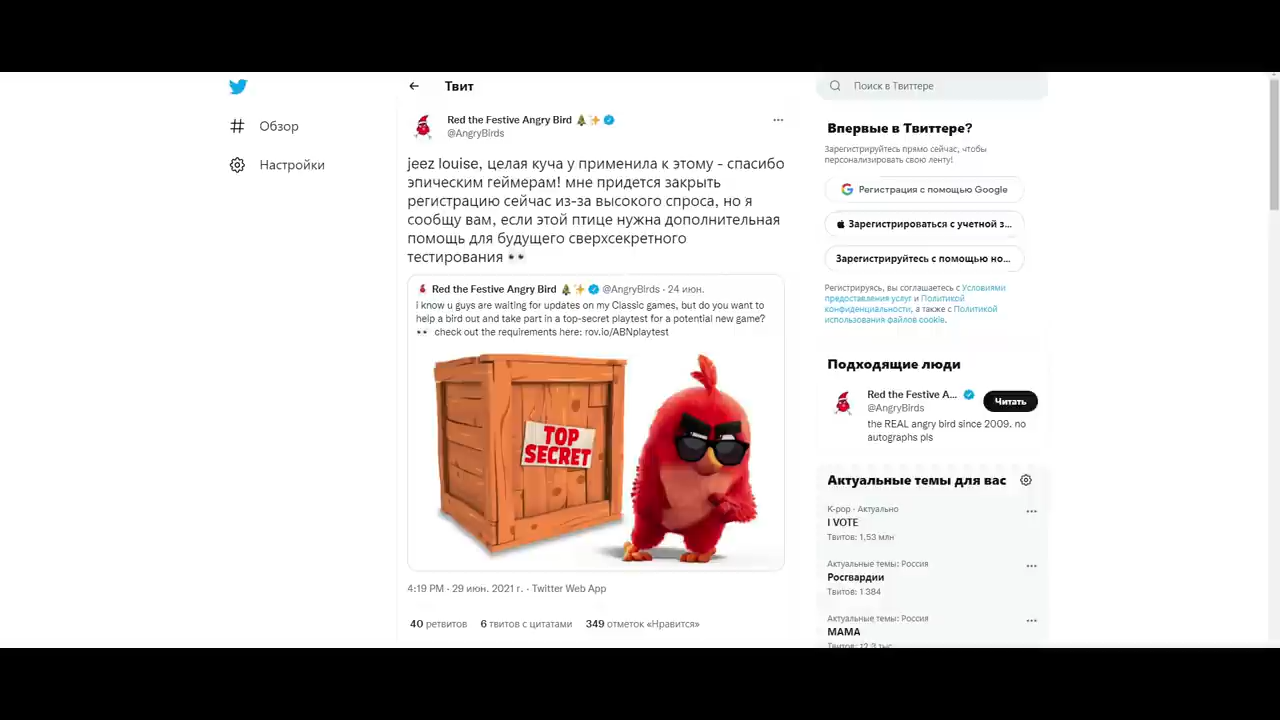 Твит
Обзор
Настройки
Red the Festive Angry Bird 🎄✨
@AngryBirds
jeez louise, целая куча у применила к этому - спасибо
эпическим геймерам! мне придется закрыть
регистрацию сейчас из-за высокого спроса, но я
сообщу вам, если этой птице нужна дополнительная
помощь для будущего сверхсекретного
тестирования 👀
Red the Festive Angry Bird 🎄✨ @AngryBirds · 24 июн.
i know u guys are waiting for updates on my Classic games, but do you want to
help a bird out and take part in a top-secret playtest for a potential new game?
👀 check out the requirements here: rov.io/ABNplaytest
TOP
SECRET
4:19 PM · 29 июн. 2021 г. · Twitter Web App
40 ретвитов 6 твитов с цитатами 349 отметок «Нравится»
Поиск в Твиттере
Впервые в Твиттере?
Зарегистрируйтесь прямо сейчас, чтобы
персонализировать свою ленту!
Регистрация с помощью Google
Зарегистрироваться с учетной з...
Зарегистрируйтесь с помощью но...
Регистрируясь, вы соглашаетесь с Условиями
предоставления услуг и Политикой
конфиденциальности, а также с Политикой
использования файлов cookie.
Подходящие люди
Red the Festive A...
@AngryBirds
Читать
the REAL angry bird since 2009. no
autographs pls
Актуальные темы для вас
K-pop · Актуально
I VOTE
Твитов: 1,53 млн
Актуальные темы: Россия
Росгвардии
Твитов: 1 384
Актуальные темы: Россия
MAMA
Твитов: 12,3 тыс.